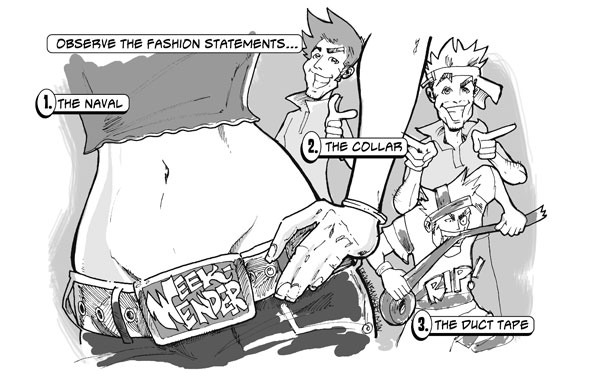 OBSERVE THE FASHION STATEMENTS...
1. THE NAVAL
2. THE COLLAR
WEEK-
ENDER
RIP!
3. THE DUCT TAPE